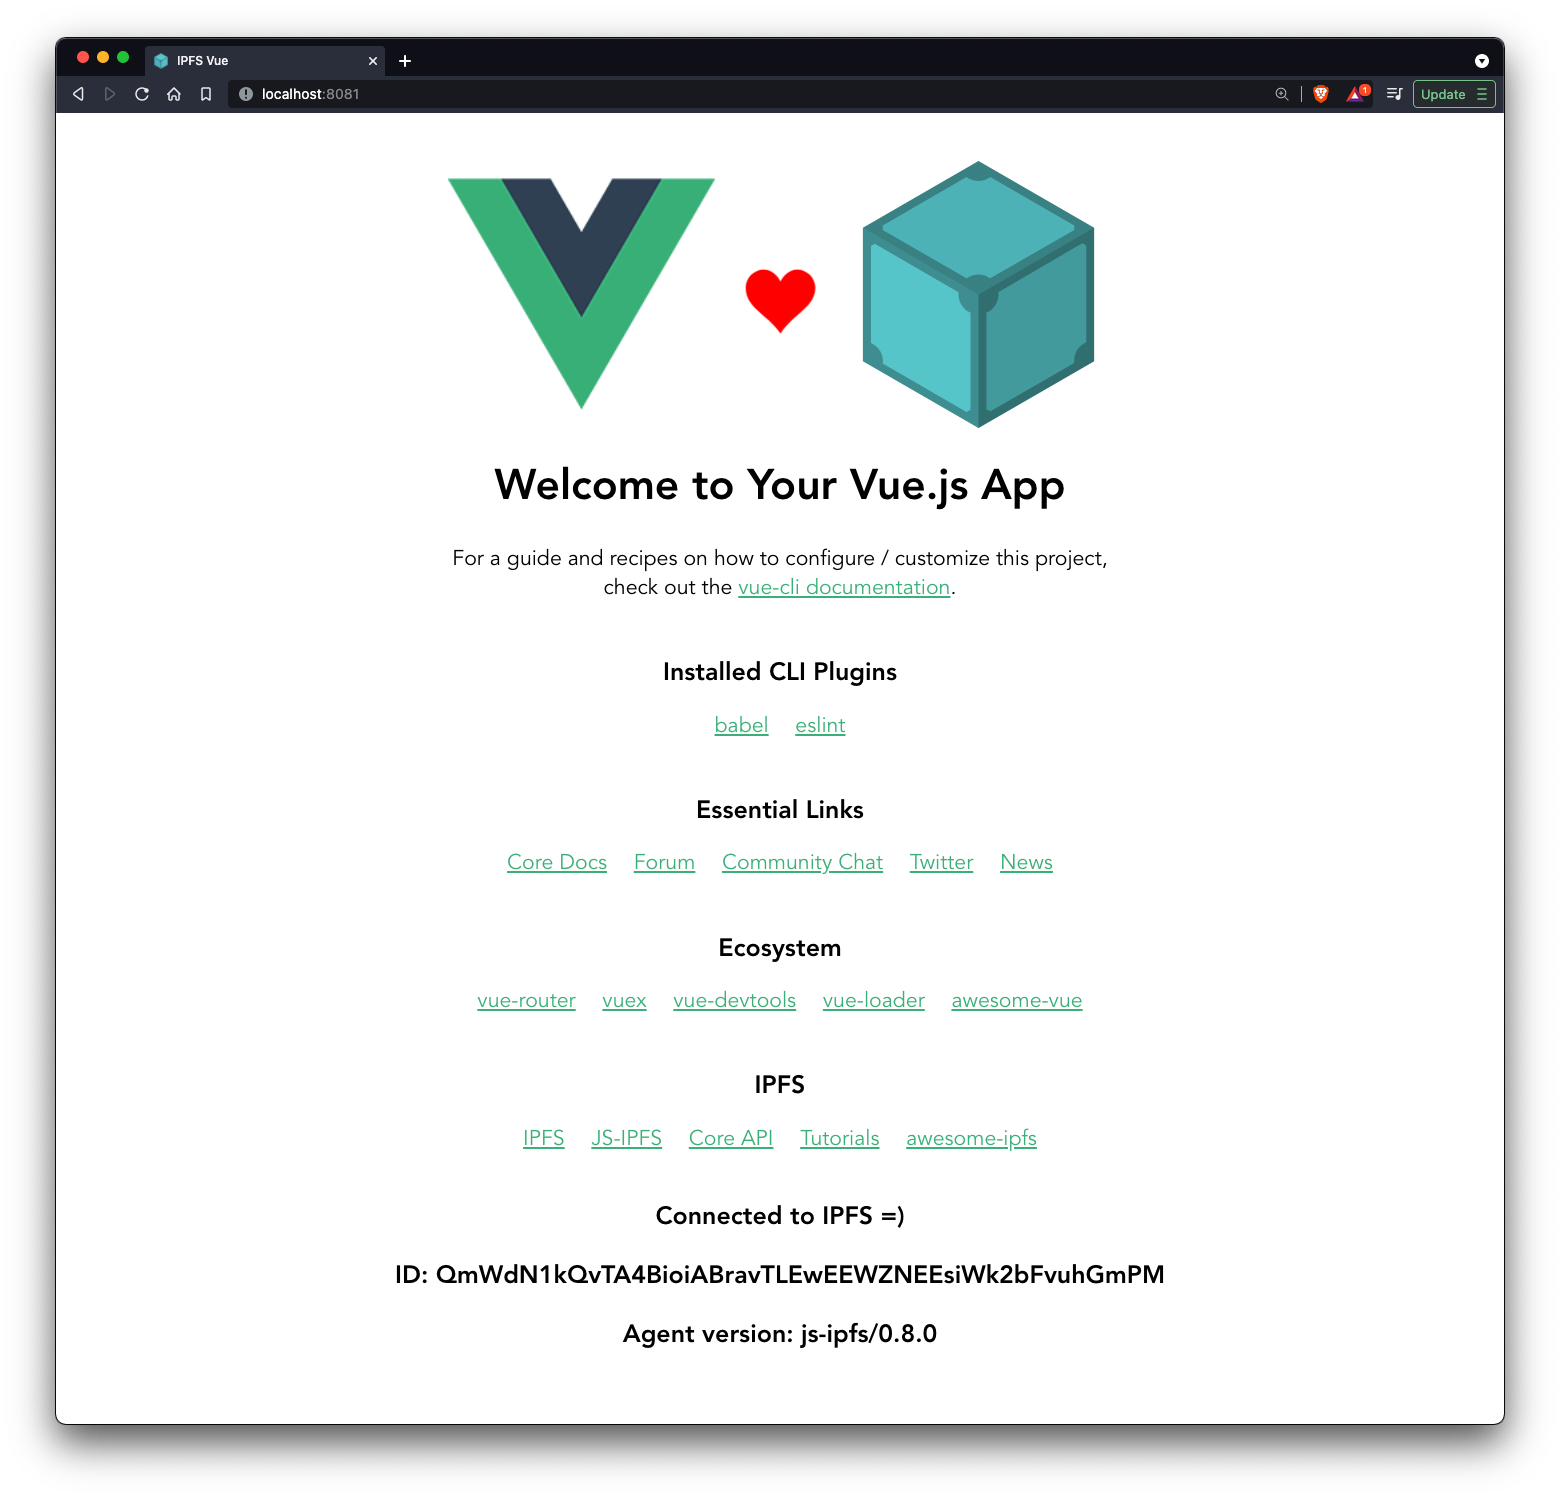 IPFS Vue
localhost:8081
1
Update
Welcome to Your Vue.js App
For a guide and recipes on how to configure / customize this project,
check out the vue-cli documentation.
Installed CLI Plugins
babel eslint
Essential Links
Core Docs Forum Community Chat Twitter News
Ecosystem
vue-router vuex vue-devtools vue-loader awesome-vue
IPFS
IPFS JS-IPFS Core API Tutorials awesome-ipfs
Connected to IPFS =)
ID: QmWdN1kQvTA4BioiABravTLEwEEWZNEEsiWk2bFvuhGmPM
Agent version: js-ipfs/0.8.0